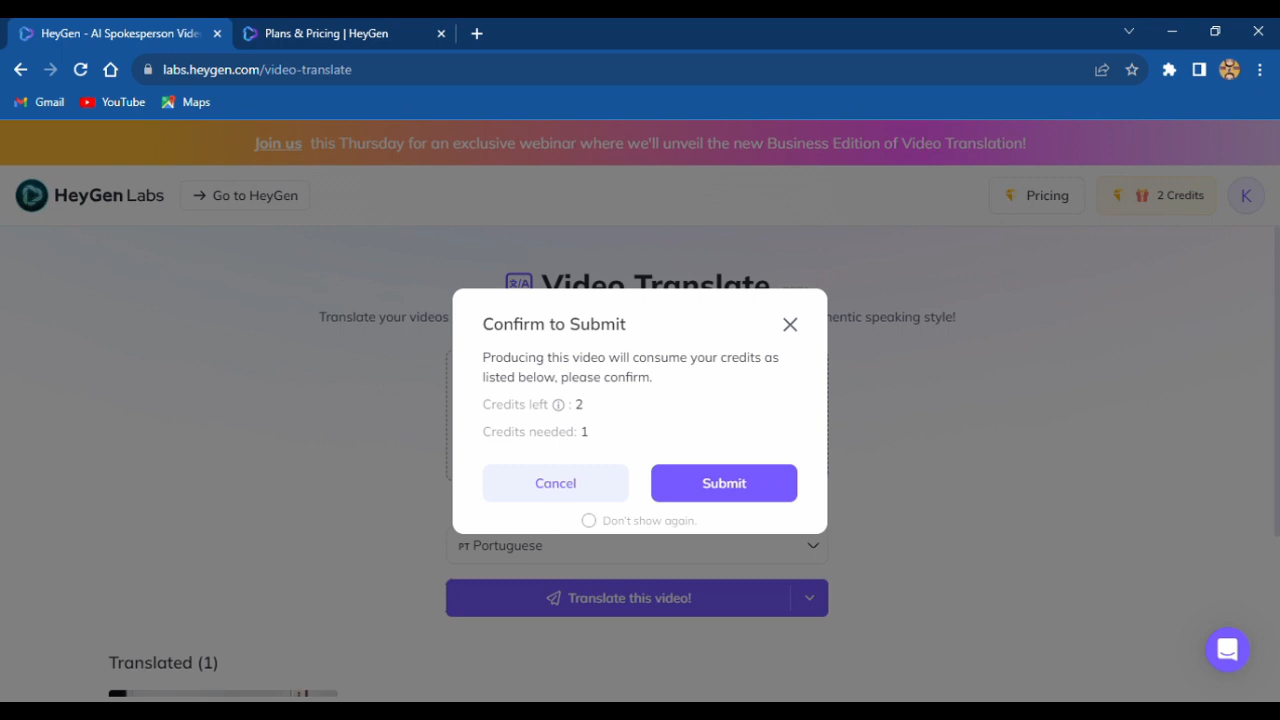 HeyGen - AI Spokesperson Vide
Plans & Pricing | HeyGen
labs.heygen.com/video-translate
Gmail
YouTube
Maps
Join us this Thursday for an exclusive webinar where we'll unveil the new Business Edition of Video Translation!
HeyGen Labs
→ Go to HeyGen
Pricing
2 Credits
K
Video Translate
Translate your videos
hentic speaking style!
Confirm to Submit
Producing this video will consume your credits as
listed below, please confirm.
Credits left : 2
Credits needed: 1
Cancel
Submit
Don't show again.
PT Portuguese
Translate this video!
Translated (1)